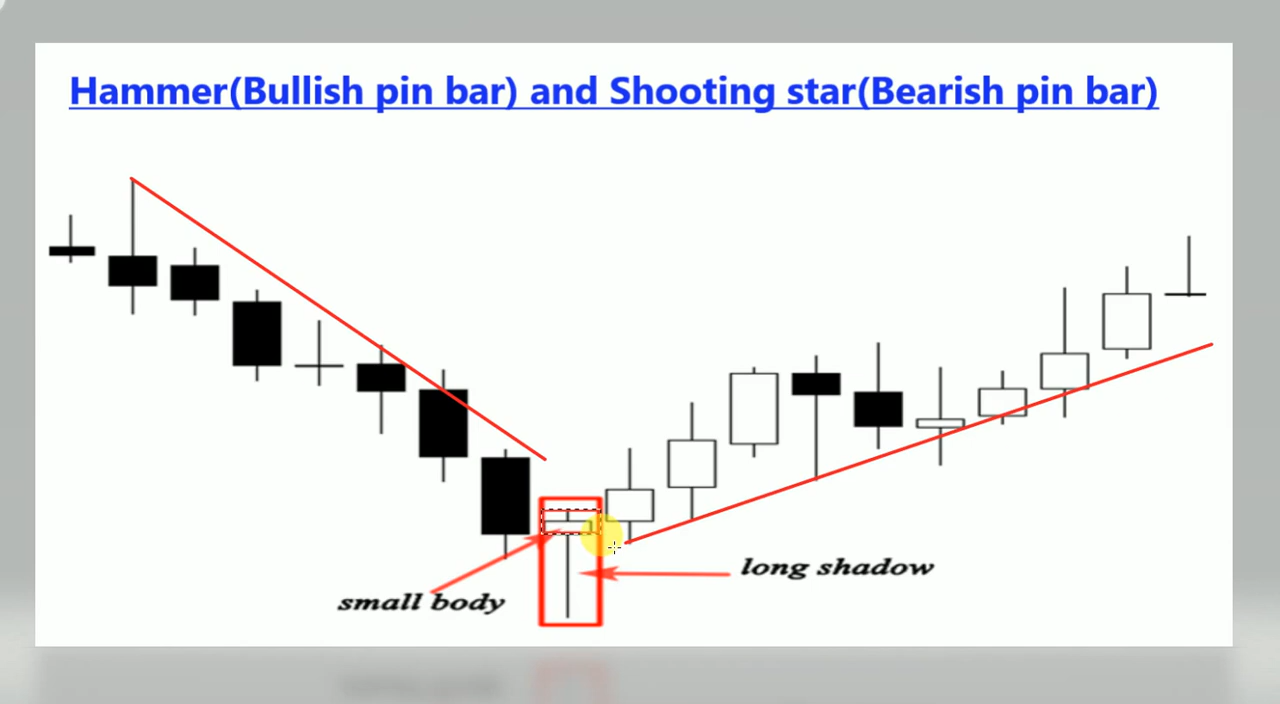 Hammer(Bullish pin bar) and Shooting star(Bearish pin bar)
long shadow
small body